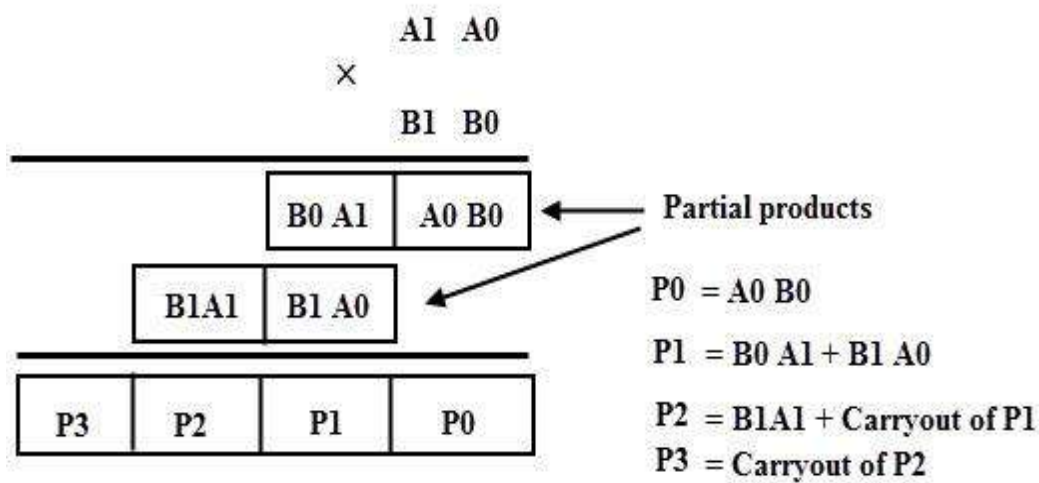 A1 A0
×
B1 B0
B0 A1 A0 B0
Partial products
B1A1 B1 A0
P0 = A0 B0
P1 = B0 A1 + B1 A0
P3 P2 P1 P0
P2 = B1A1 + Carryout of P1
P3 = Carryout of P2